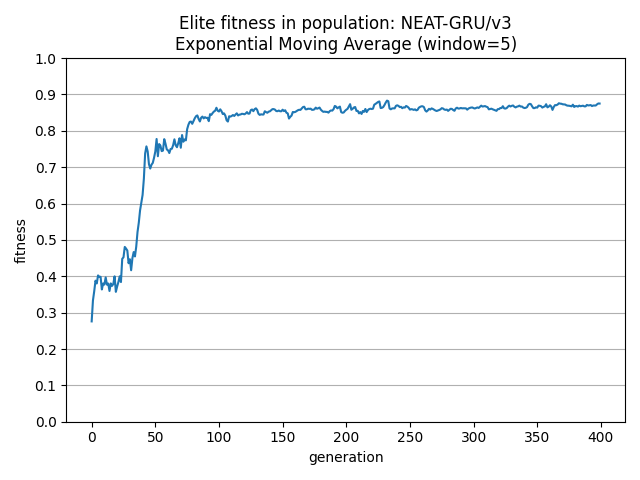 Elite fitness in population: NEAT-GRU/v3
Exponential Moving Average (window=5)
1.0
0.9
0.8
0.7
0.6
0.5
0.4
0.3
0.2
0.1
0.0
fitness
0 50 100 150 200 250 300 350 400
generation